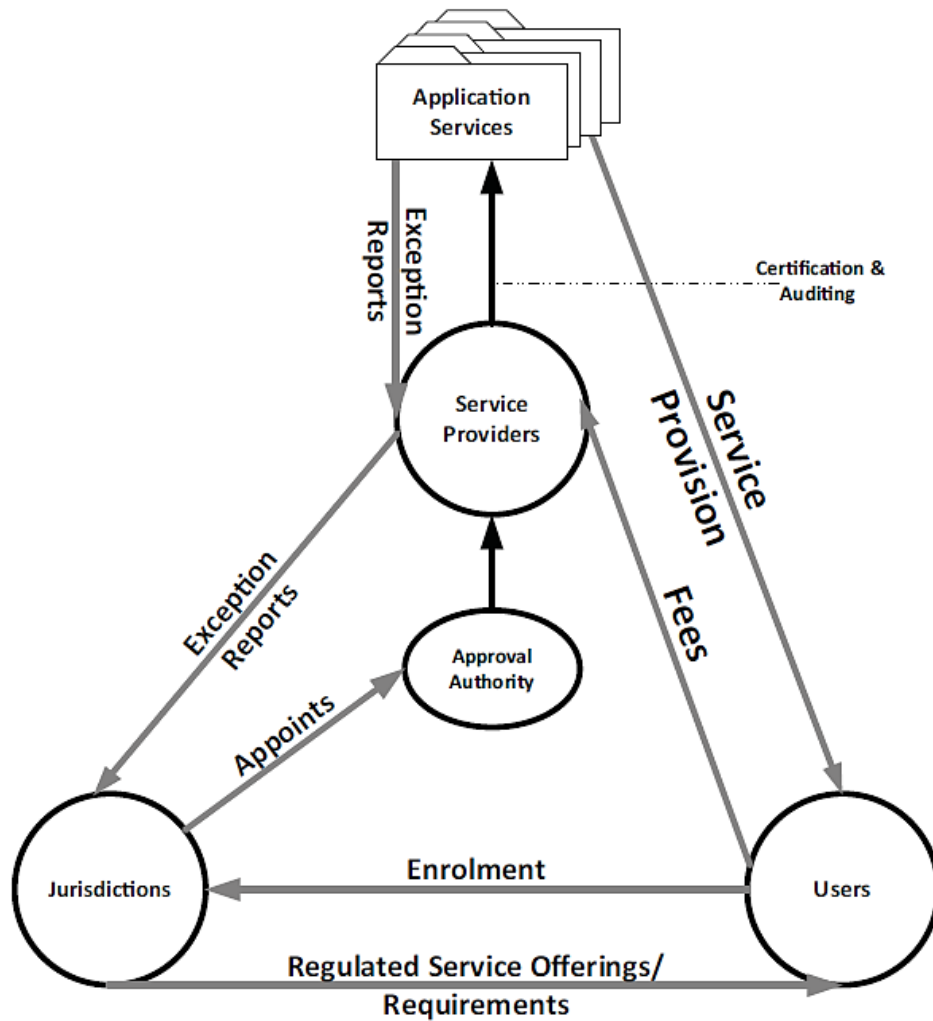 Application
Services
Exception
Reports
Certification &
Auditing
Service
Provision
Service
Providers
Fees
Exception
Reports
Approval
Authority
Appoints
Jurisdictions
Enrolment
Users
Regulated Service Offerings/
Requirements